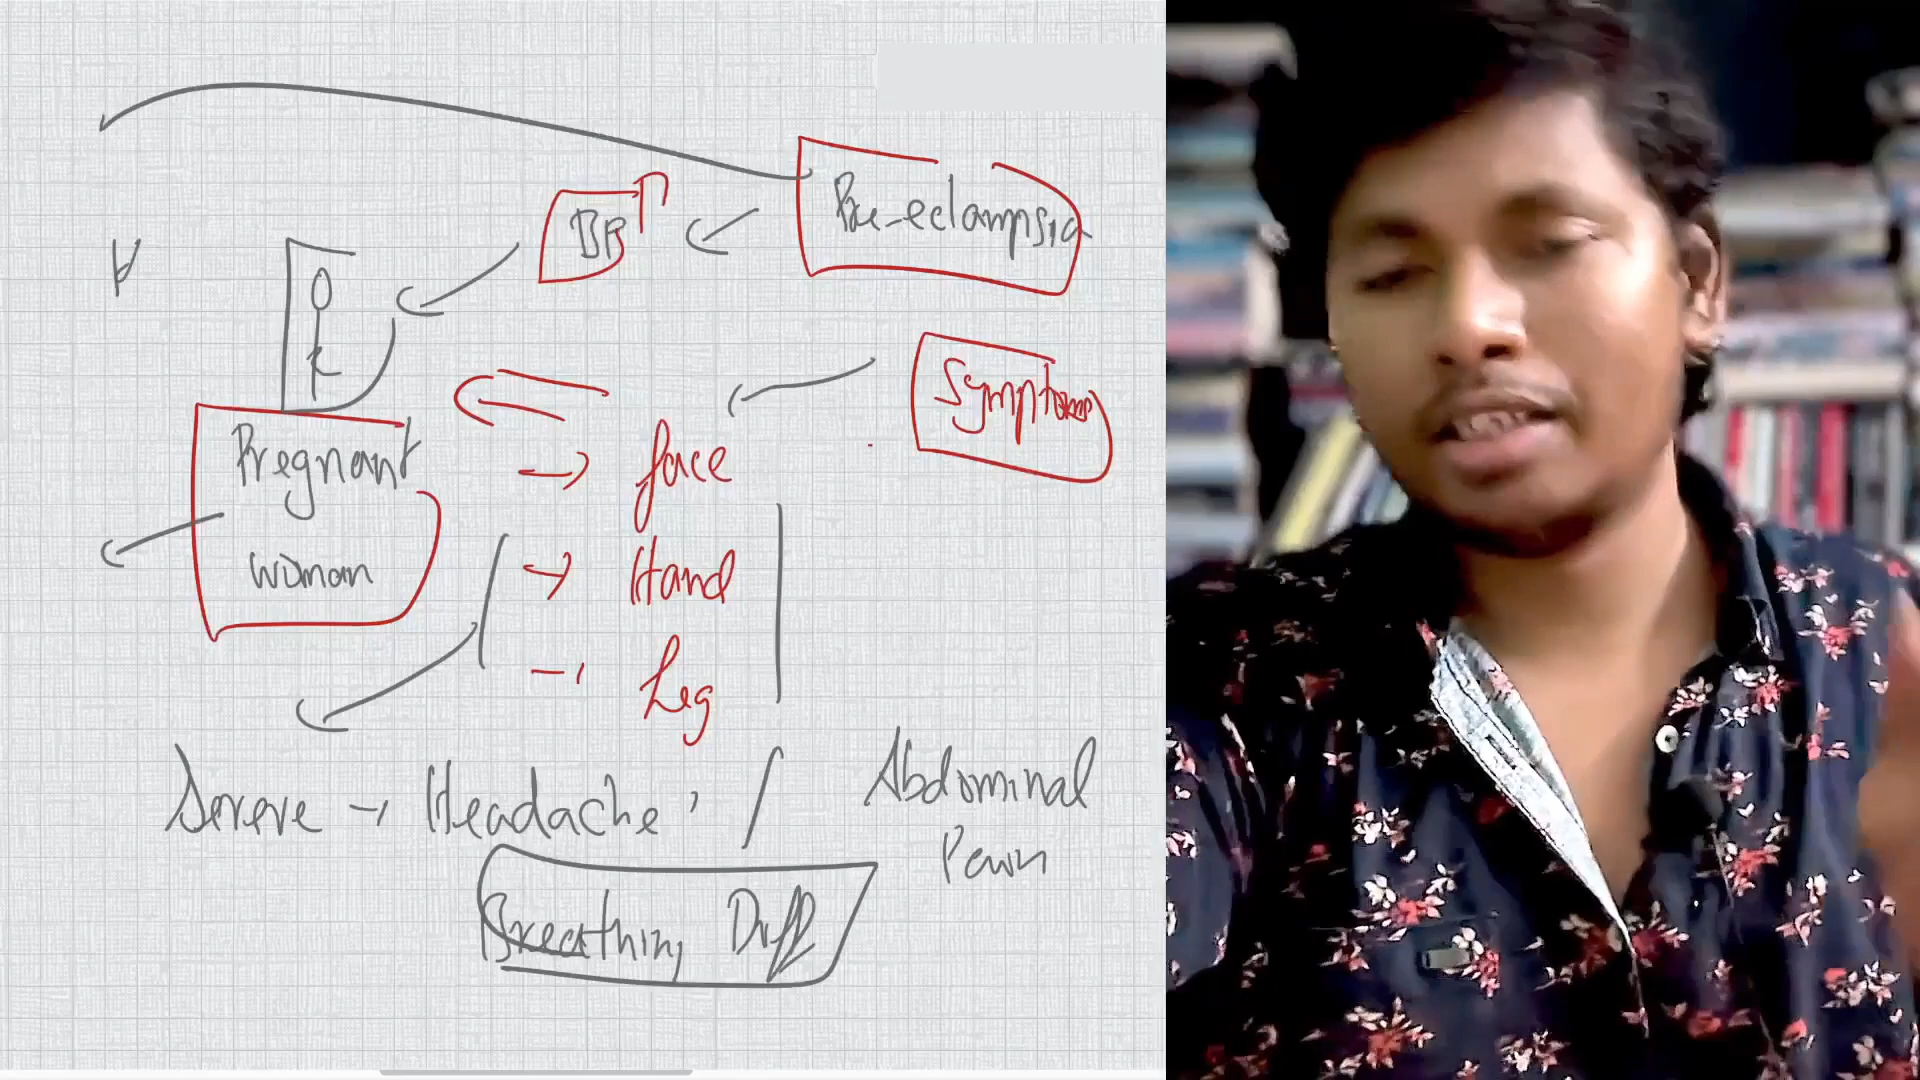 Pre-eclampsia
BP
Symptoms
Pregnant
woman
face
Hand
Leg
Severe → Headache
Abdominal
Pain
Breathing Diff